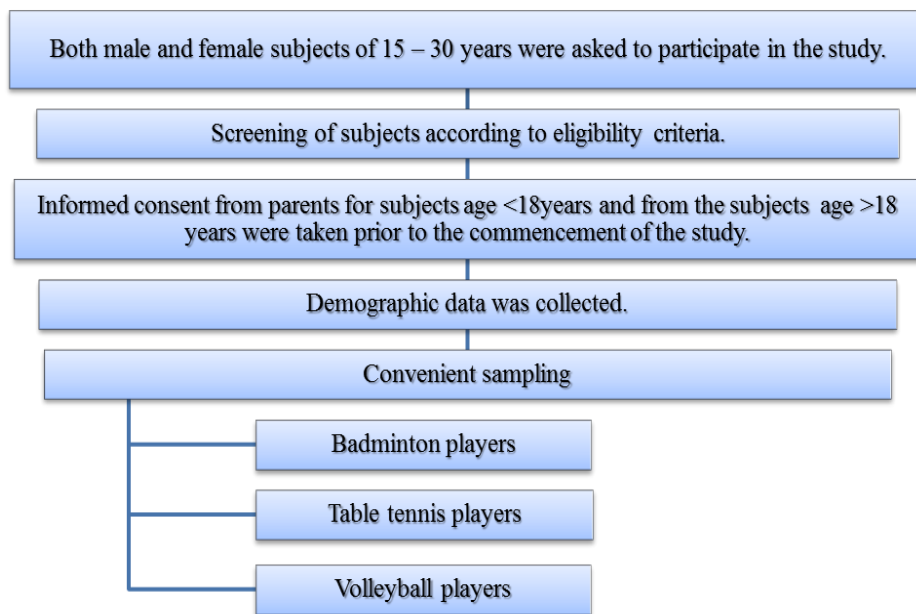 Both male and female subjects of 15 – 30 years were asked to participate in the study.
Screening of subjects according to eligibility criteria.
Informed consent from parents for subjects age <18years and from the subjects age >18
years were taken prior to the commencement of the study.
Demographic data was collected.
Convenient sampling
Badminton players
Table tennis players
Volleyball players